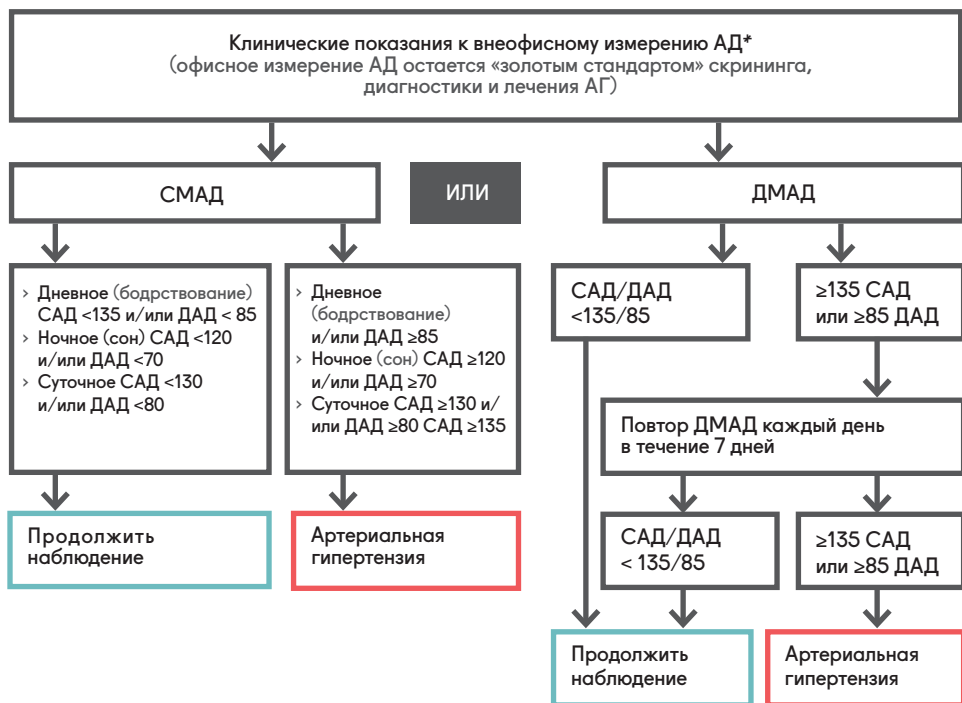 Клинические показания к внеофисному измерению АД*
(офисное измерение АД остается «золотым стандартом» скрининга,
диагностики и лечения АГ)
СМАД
ИЛИ
ДМАД
› Дневное (бодрствование)
САД <135 и/или ДАД < 85
› Ночное (сон) САД <120
и/или ДАД <70
› Суточное САД <130
и/или ДАД <80
› Дневное
(бодрствование)
и/или ДАД ≥85
› Ночное (сон) САД ≥120
и/или ДАД ≥70
› Суточное САД ≥130 и/
или ДАД ≥80 САД ≥135
САД/ДАД
<135/85
≥135 САД
или ≥85 ДАД
Повтор ДМАД каждый день
в течение 7 дней
Продолжить
наблюдение
Артериальная
гипертензия
САД/ДАД
< 135/85
≥135 САД
или ≥85 ДАД
Продолжить
наблюдение
Артериальная
гипертензия